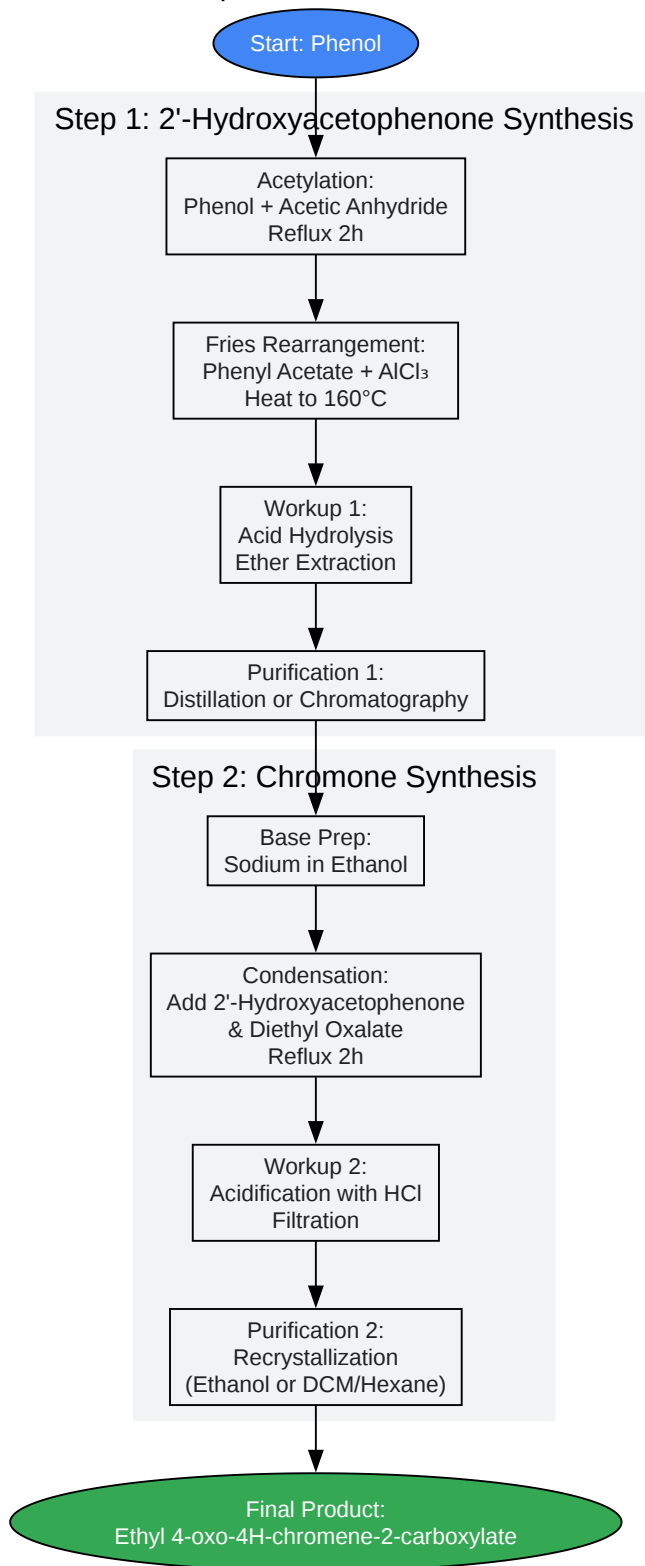 Start: Phenol
Step 1: 2'-Hydroxyacetophenone Synthesis
Acetylation:
Phenol + Acetic Anhydride
Reflux 2h
Fries Rearrangement:
Phenyl Acetate + AlCl₃
Heat to 160°C
Workup 1:
Acid Hydrolysis
Ether Extraction
Purification 1:
Distillation or Chromatography
Step 2: Chromone Synthesis
Base Prep:
Sodium in Ethanol
Condensation:
Add 2'-Hydroxyacetophenone
& Diethyl Oxalate
Reflux 2h
Workup 2:
Acidification with HCl
Filtration
Purification 2:
Recrystallization
(Ethanol or DCM/Hexane)
Final Product:
Ethyl 4-oxo-4H-chromene-2-carboxylate